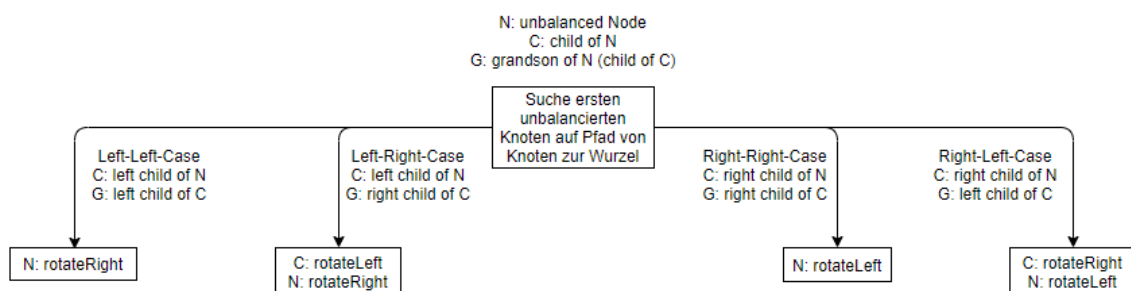 N: unbalanced Node
C: child of N
G: grandson of N (child of C)
Suche ersten
unbalancierten
Knoten auf Pfad von
Knoten zur Wurzel
Left-Left-Case
C: left child of N
G: left child of C
Left-Right-Case
C: left child of N
G: right child of C
Right-Right-Case
C: right child of N
G: right child of C
Right-Left-Case
C: right child of N
G: left child of C
N: rotateRight
C: rotateLeft
N: rotateRight
N: rotateLeft
C: rotateRight
N: rotateLeft